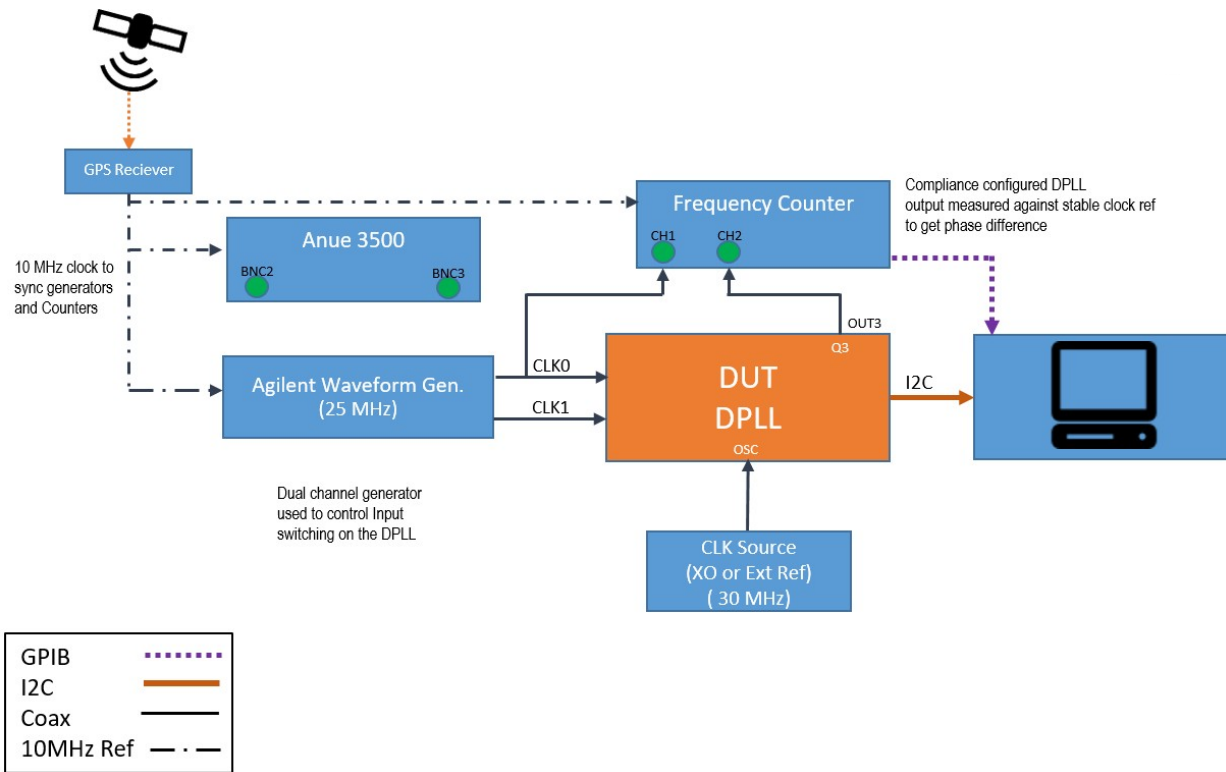 GPS Reciever
Frequency Counter
CH1
CH2
Compliance configured DPLL
output measured against stable clock ref
to get phase difference
Anue 3500
BNC2
BNC3
10 MHz clock to
sync generators
and Counters
OUT3
Q3
Agilent Waveform Gen.
(25 MHz)
CLK0
CLK1
DUT
DPLL
OSC
I2C
Dual channel generator
used to control Input
switching on the DPLL
CLK Source
(XO or Ext Ref)
( 30 MHz)
GPIB
I2C
Coax
10MHz Ref